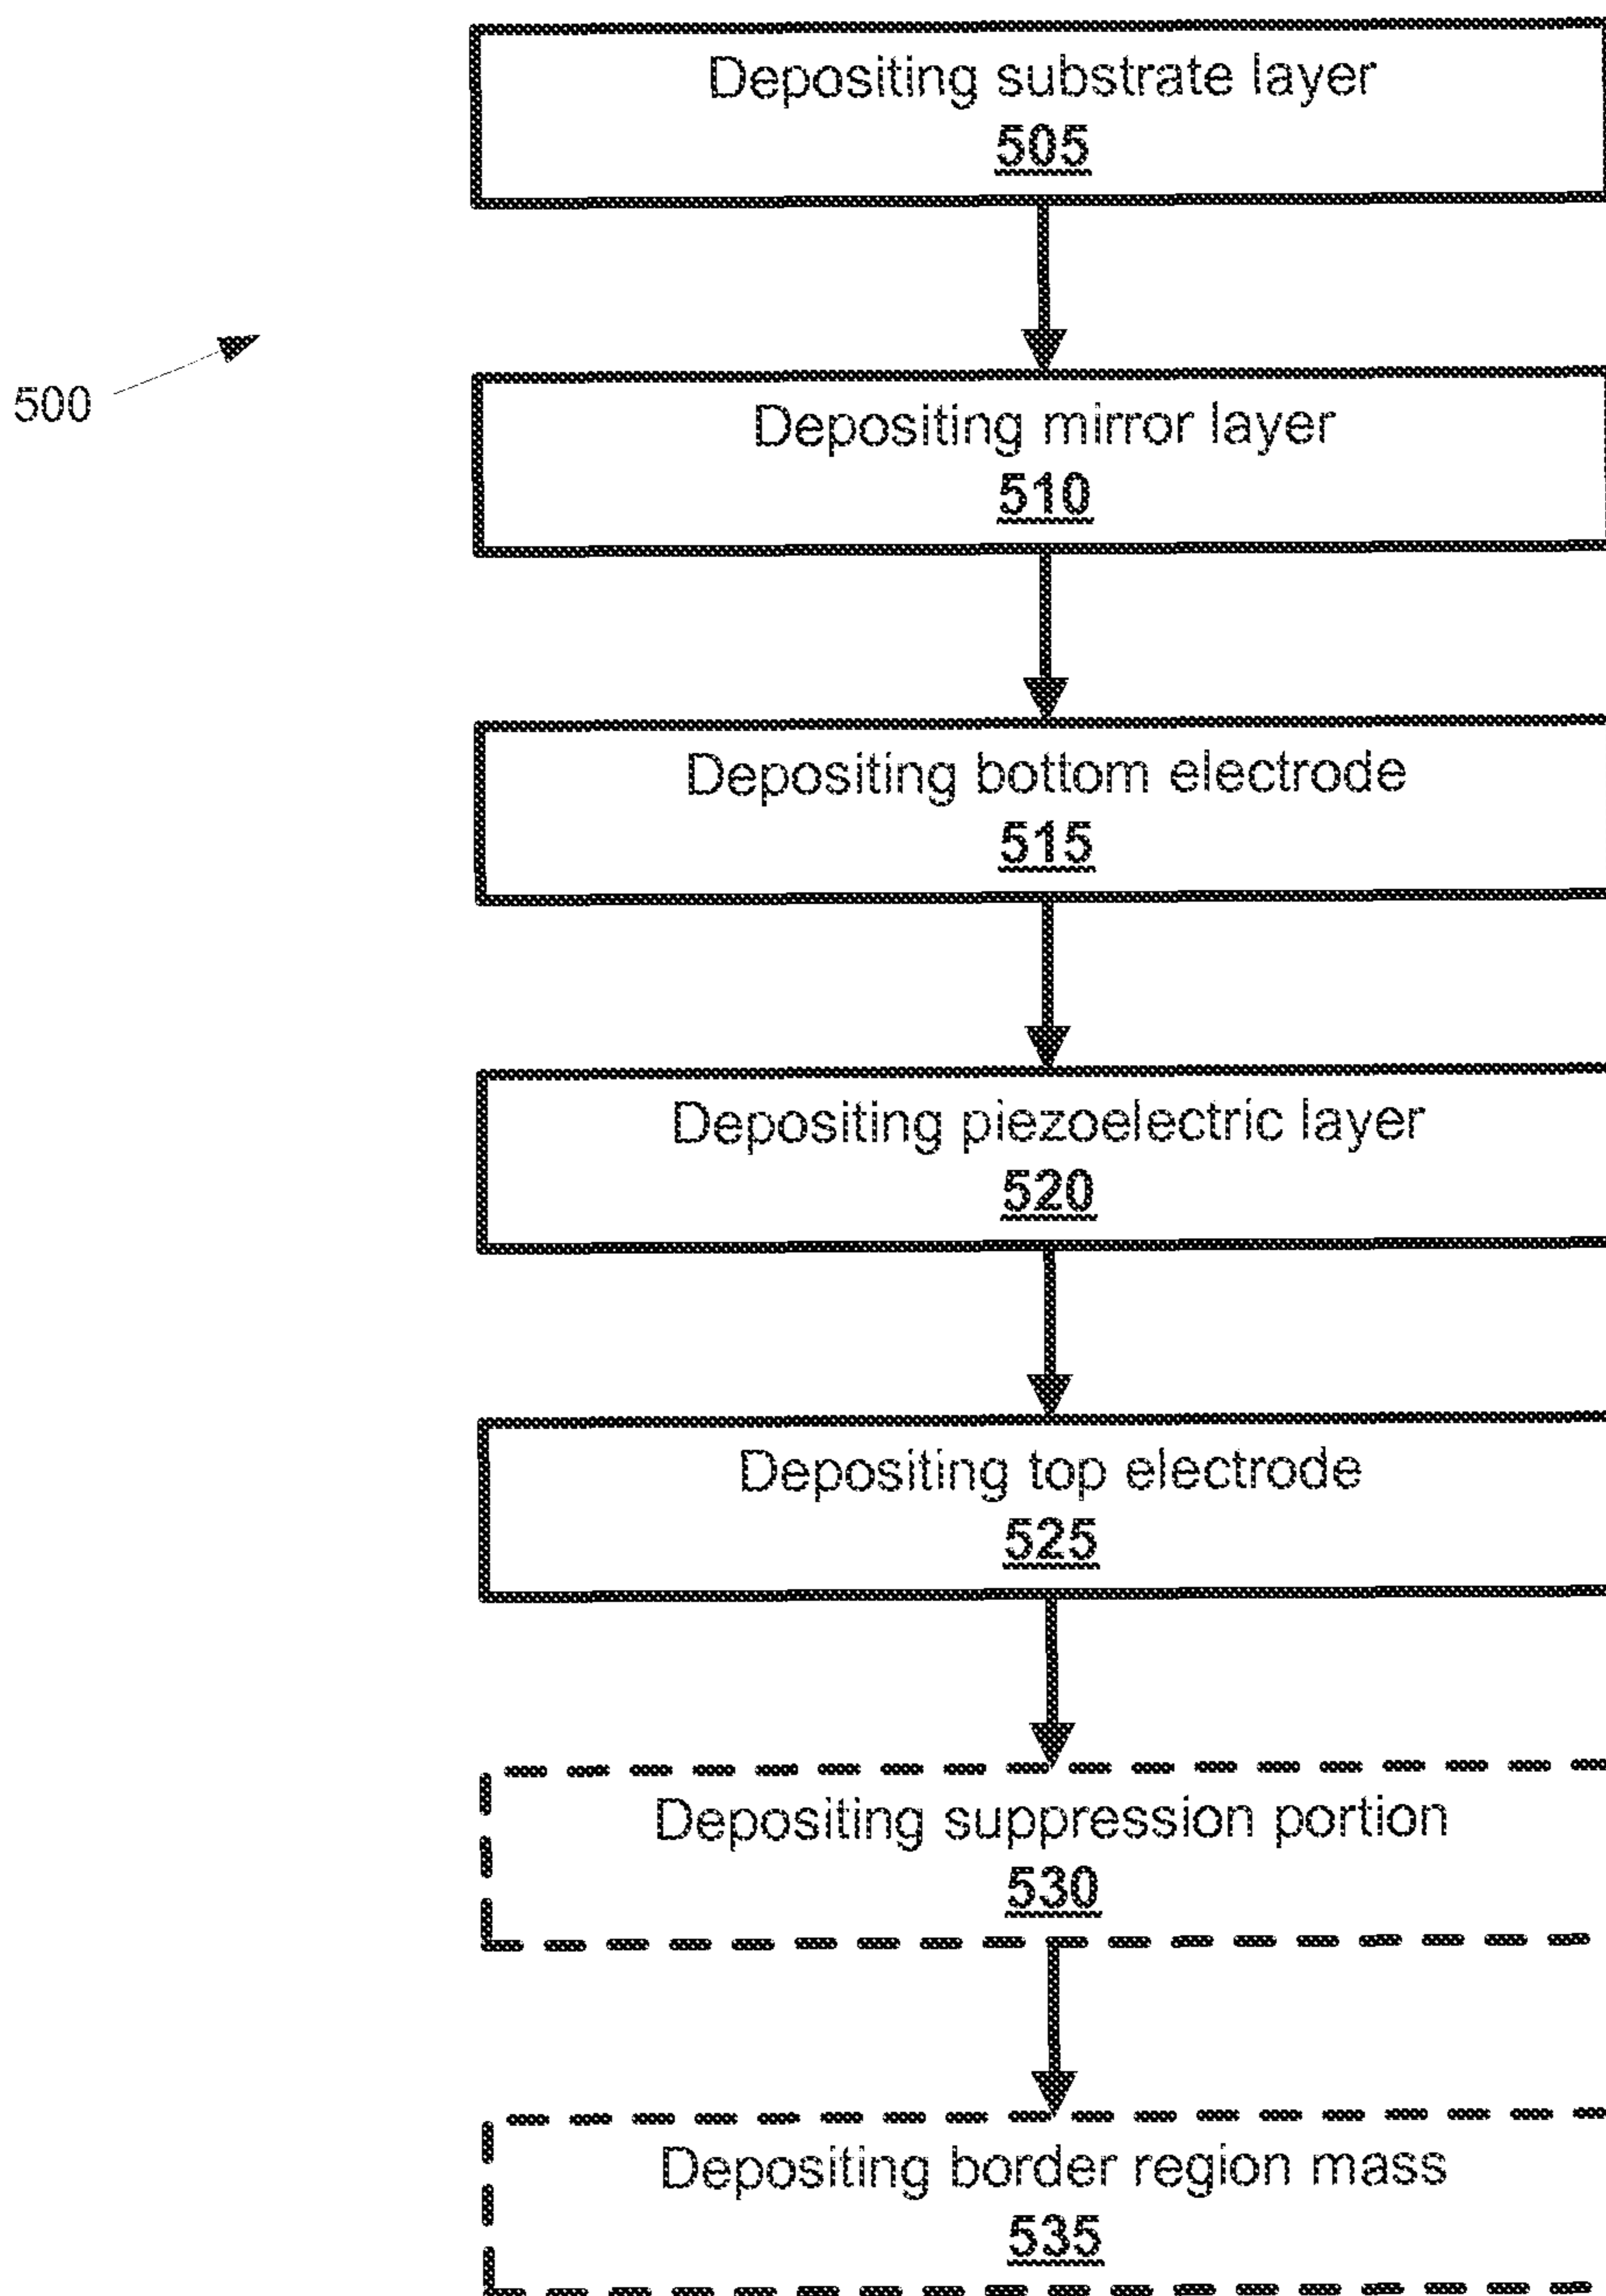 Depositing substrate layer
505
500
Depositing mirror layer
510
Depositing bottom electrode
515
Depositing piezoelectric layer
520
Depositing top electrode
525
Depositing suppression portion
530
Depositing border region mass
535